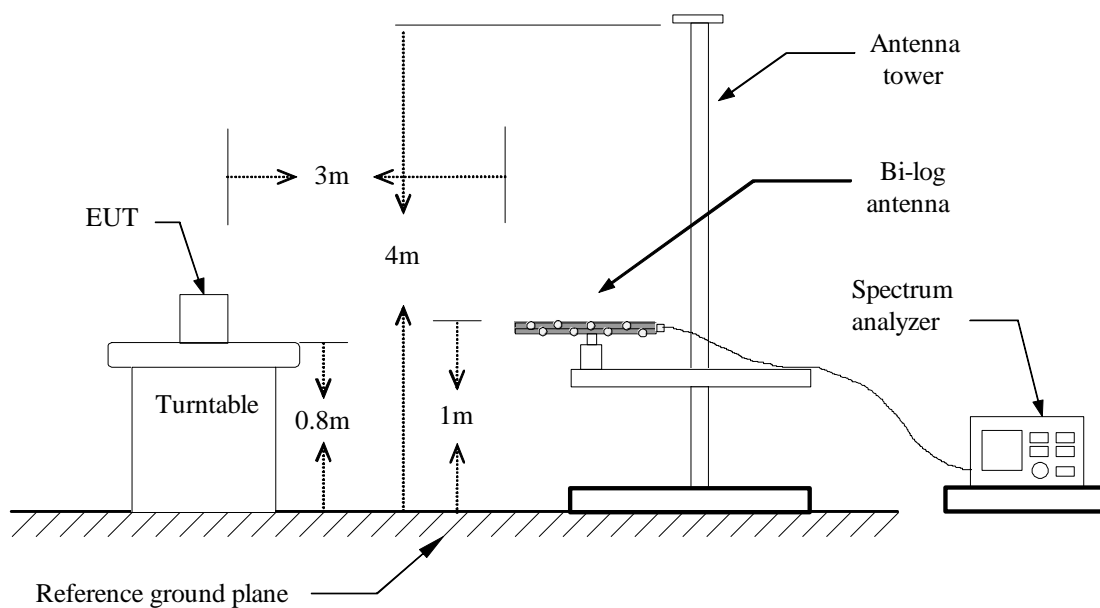 Antenna
tower
3m
Bi-log
antenna
EUT
4m
Spectrum
analyzer
Turntable
0.8m
1m
Reference ground plane